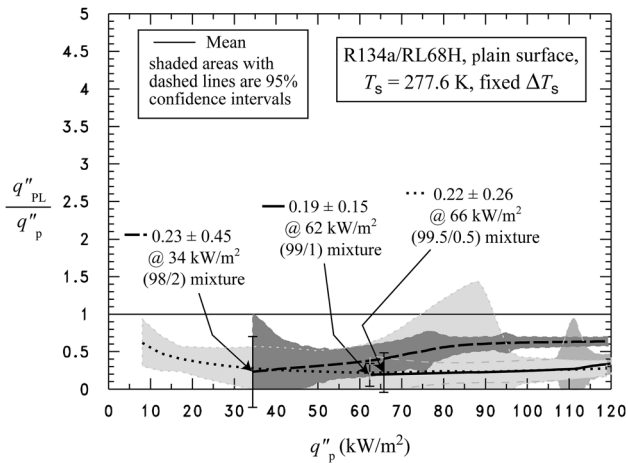 Mean
shaded areas with
dashed lines are 95%
confidence intervals
R134a/RL68H, plain surface,
Ts = 277.6 K, fixed ΔTs
q″PL
q″p
0.23 ± 0.45
@ 34 kW/m²
(98/2) mixture
0.19 ± 0.15
@ 62 kW/m²
(99/1) mixture
0.22 ± 0.26
@ 66 kW/m²
(99.5/0.5) mixture
5
4.5
4
3.5
3
2.5
2
1.5
1
0.5
0
0 10 20 30 40 50 60 70 80 90 100 110 120
q″p (kW/m²)